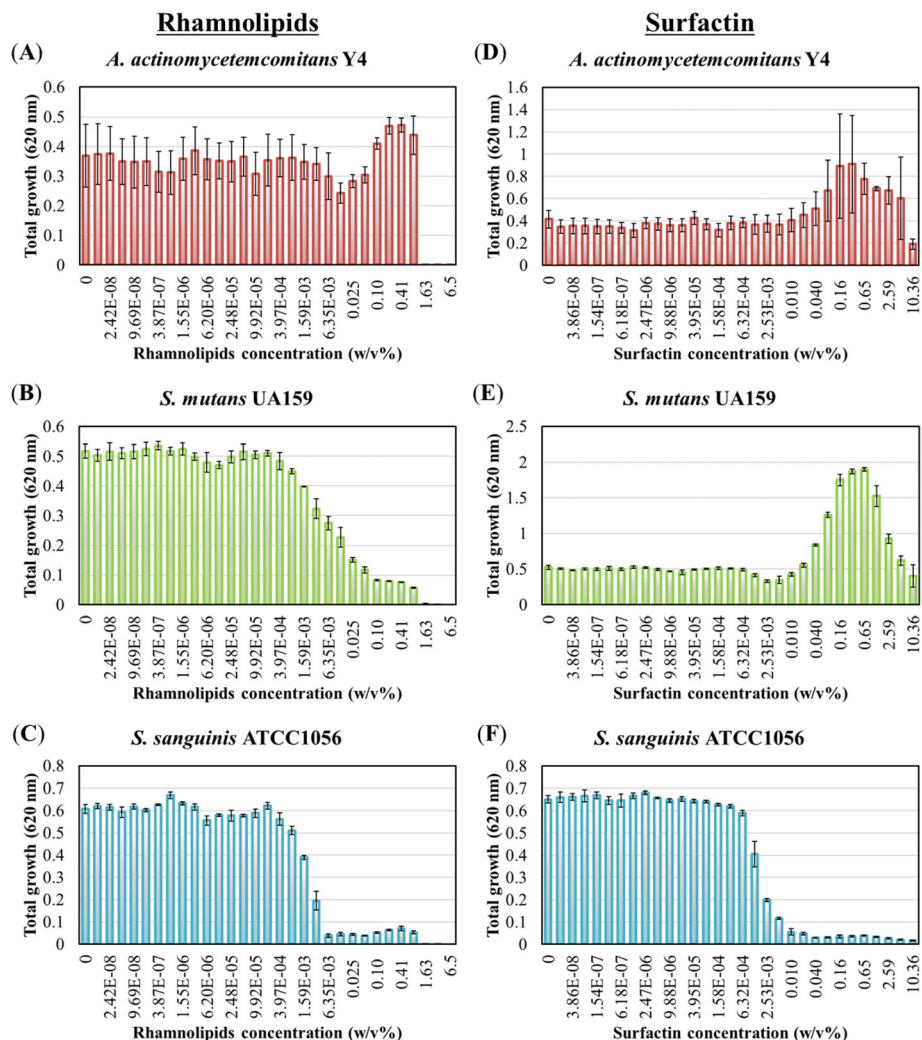 Rhamnolipids
Surfactin
(A)
A. actinomycetemcomitans Y4
Total growth (620 nm)
0.6
0.5
0.4
0.3
0.2
0.1
0
0
2.42E-08
9.69E-08
3.87E-07
1.55E-06
6.20E-06
2.48E-05
9.92E-05
3.97E-04
1.59E-03
6.35E-03
0.025
0.10
0.41
1.63
6.5
Rhamnolipids concentration (w/v%)
(D)
A. actinomycetemcomitans Y4
Total growth (620 nm)
1.6
1.4
1.2
1
0.8
0.6
0.4
0.2
0
0
3.86E-08
1.54E-07
6.18E-07
2.47E-06
9.88E-06
3.95E-05
1.58E-04
6.32E-04
2.53E-03
0.010
0.040
0.16
0.65
2.59
10.36
Surfactin concentration (w/v%)
(B)
S. mutans UA159
Total growth (620 nm)
0.6
0.5
0.4
0.3
0.2
0.1
0
0
2.42E-08
9.69E-08
3.87E-07
1.55E-06
6.20E-06
2.48E-05
9.92E-05
3.97E-04
1.59E-03
6.35E-03
0.025
0.10
0.41
1.63
6.5
Rhamnolipids concentration (w/v%)
(E)
S. mutans UA159
Total growth (620 nm)
2.5
2
1.5
1
0.5
0
0
3.86E-08
1.54E-07
6.18E-07
2.47E-06
9.88E-06
3.95E-05
1.58E-04
6.32E-04
2.53E-03
0.010
0.040
0.16
0.65
2.59
10.36
Surfactin concentration (w/v%)
(C)
S. sanguinis ATCC1056
Total growth (620 nm)
0.8
0.7
0.6
0.5
0.4
0.3
0.2
0.1
0
0
2.42E-08
9.69E-08
3.87E-07
1.55E-06
6.20E-06
2.48E-05
9.92E-05
3.97E-04
1.59E-03
6.35E-03
0.025
0.10
0.41
1.63
6.5
Rhamnolipids concentration (w/v%)
(F)
S. sanguinis ATCC1056
Total growth (620 nm)
0.8
0.7
0.6
0.5
0.4
0.3
0.2
0.1
0
0
3.86E-08
1.54E-07
6.18E-07
2.47E-06
9.88E-06
3.95E-05
1.58E-04
6.32E-04
2.53E-03
0.010
0.040
0.16
0.65
2.59
10.36
Surfactin concentration (w/v%)